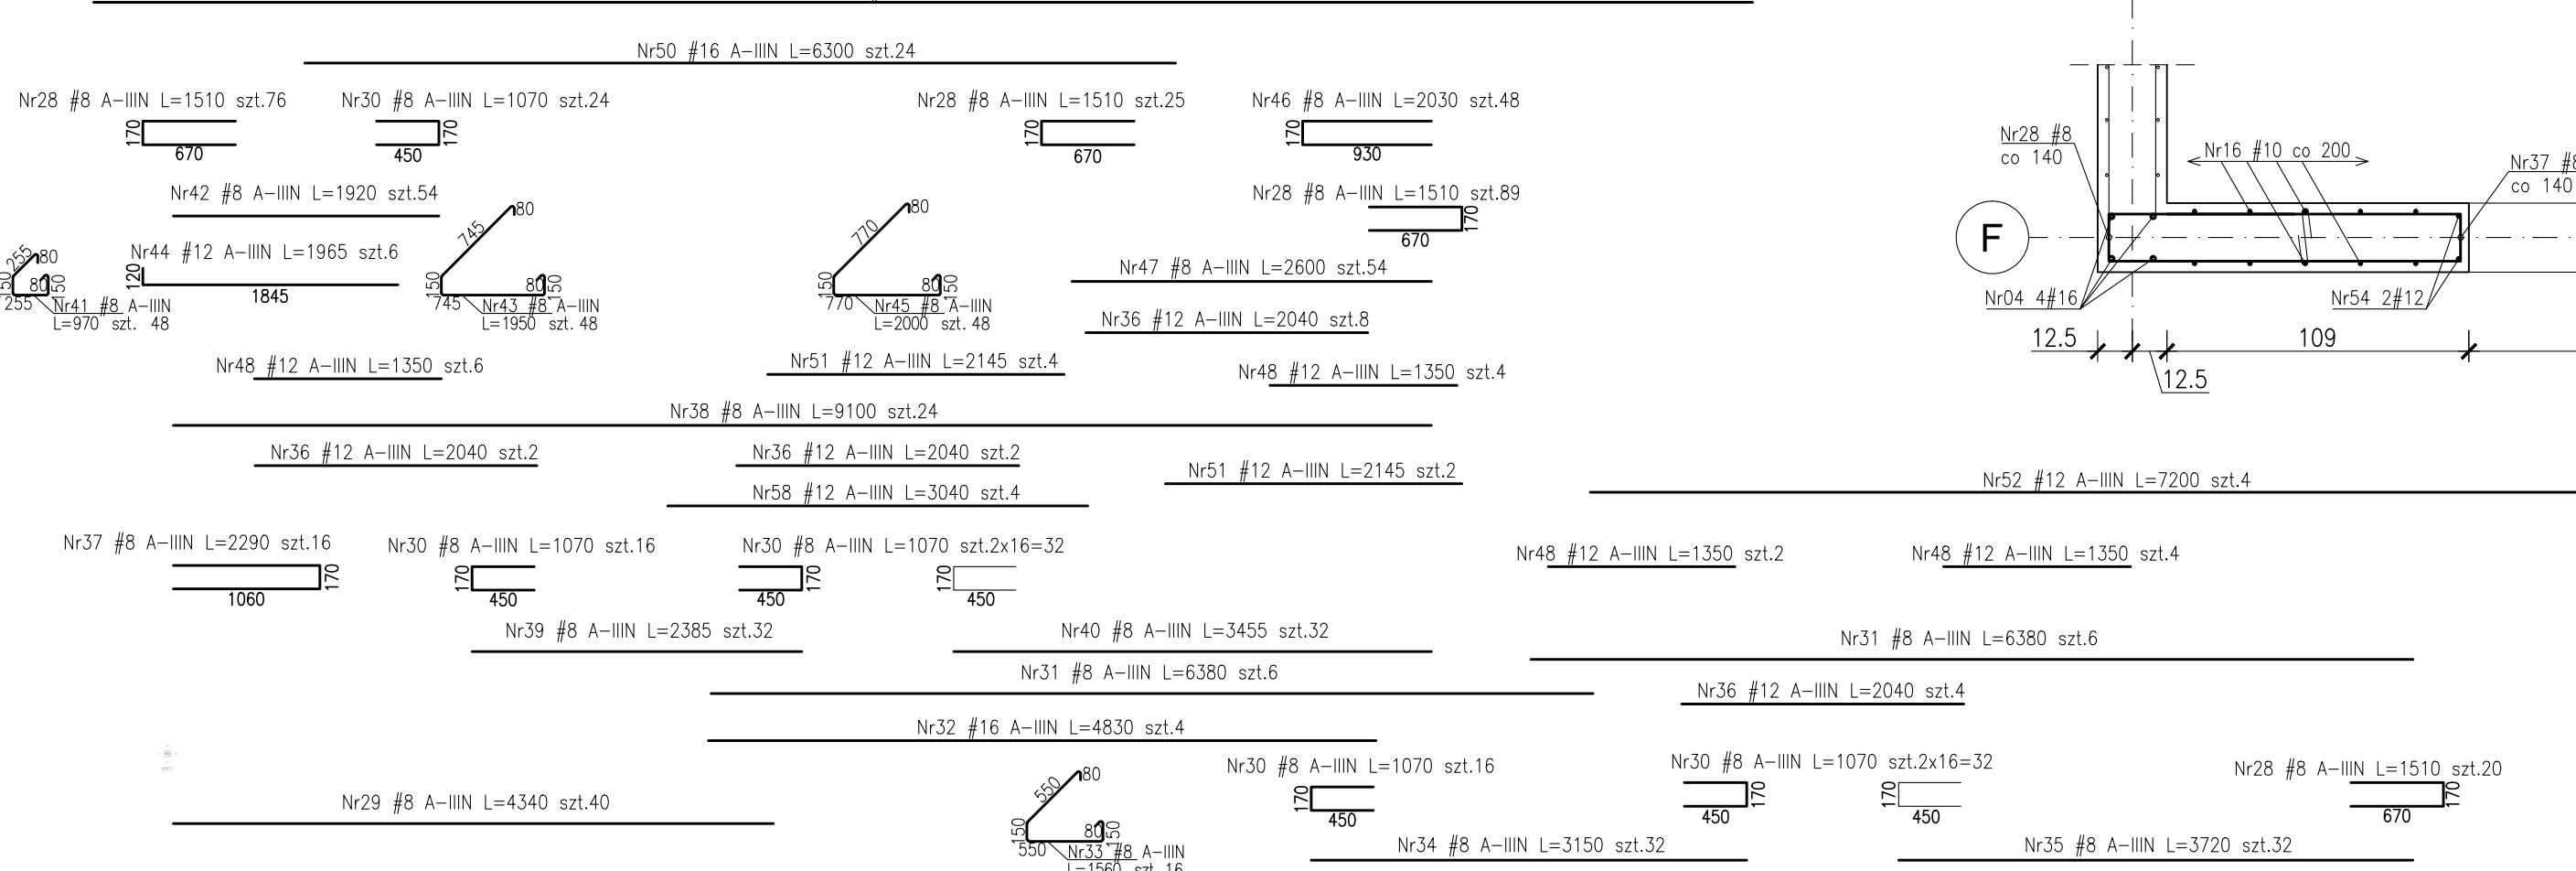 Nr50 #16 A-IIIN L=6300 szt.24
Nr28 #8 A-IIIN L=1510 szt.76
170
670
Nr30 #8 A-IIIN L=1070 szt.24
170
450
Nr28 #8 A-IIIN L=1510 szt.25
170
670
Nr46 #8 A-IIIN L=2030 szt.48
170
930
Nr42 #8 A-IIIN L=1920 szt.54
Nr28 #8 A-IIIN L=1510 szt.89
170
670
255
80
150
80
150
255
Nr41 #8 A-IIIN
L=970 szt. 48
Nr44 #12 A-IIIN L=1965 szt.6
120
1845
745
80
150
80
150
745
Nr43 #8 A-IIIN
L=1950 szt. 48
770
80
150
80
150
770
Nr45 #8 A-IIIN
L=2000 szt. 48
Nr47 #8 A-IIIN L=2600 szt.54
Nr36 #12 A-IIIN L=2040 szt.8
Nr48 #12 A-IIIN L=1350 szt.6
Nr51 #12 A-IIIN L=2145 szt.4
Nr48 #12 A-IIIN L=1350 szt.4
Nr38 #8 A-IIIN L=9100 szt.24
Nr36 #12 A-IIIN L=2040 szt.2
Nr36 #12 A-IIIN L=2040 szt.2
Nr51 #12 A-IIIN L=2145 szt.2
Nr58 #12 A-IIIN L=3040 szt.4
Nr28 #8
co 140
Nr16 #10 co 200
Nr37 #8
co 140
F
Nr04 4#16
Nr54 2#12
12.5
109
12.5
Nr52 #12 A-IIIN L=7200 szt.4
Nr37 #8 A-IIIN L=2290 szt.16
170
1060
Nr30 #8 A-IIIN L=1070 szt.16
170
450
Nr30 #8 A-IIIN L=1070 szt.2x16=32
170
450
170
450
Nr48 #12 A-IIIN L=1350 szt.2
Nr48 #12 A-IIIN L=1350 szt.4
Nr39 #8 A-IIIN L=2385 szt.32
Nr40 #8 A-IIIN L=3455 szt.32
Nr31 #8 A-IIIN L=6380 szt.6
Nr31 #8 A-IIIN L=6380 szt.6
Nr36 #12 A-IIIN L=2040 szt.4
Nr32 #16 A-IIIN L=4830 szt.4
Nr29 #8 A-IIIN L=4340 szt.40
550
80
150
80
150
550
Nr33 #8 A-IIIN
L=1560 szt. 16
Nr30 #8 A-IIIN L=1070 szt.16
170
450
Nr30 #8 A-IIIN L=1070 szt.2x16=32
170
450
170
450
Nr28 #8 A-IIIN L=1510 szt.20
170
670
Nr34 #8 A-IIIN L=3150 szt.32
Nr35 #8 A-IIIN L=3720 szt.32